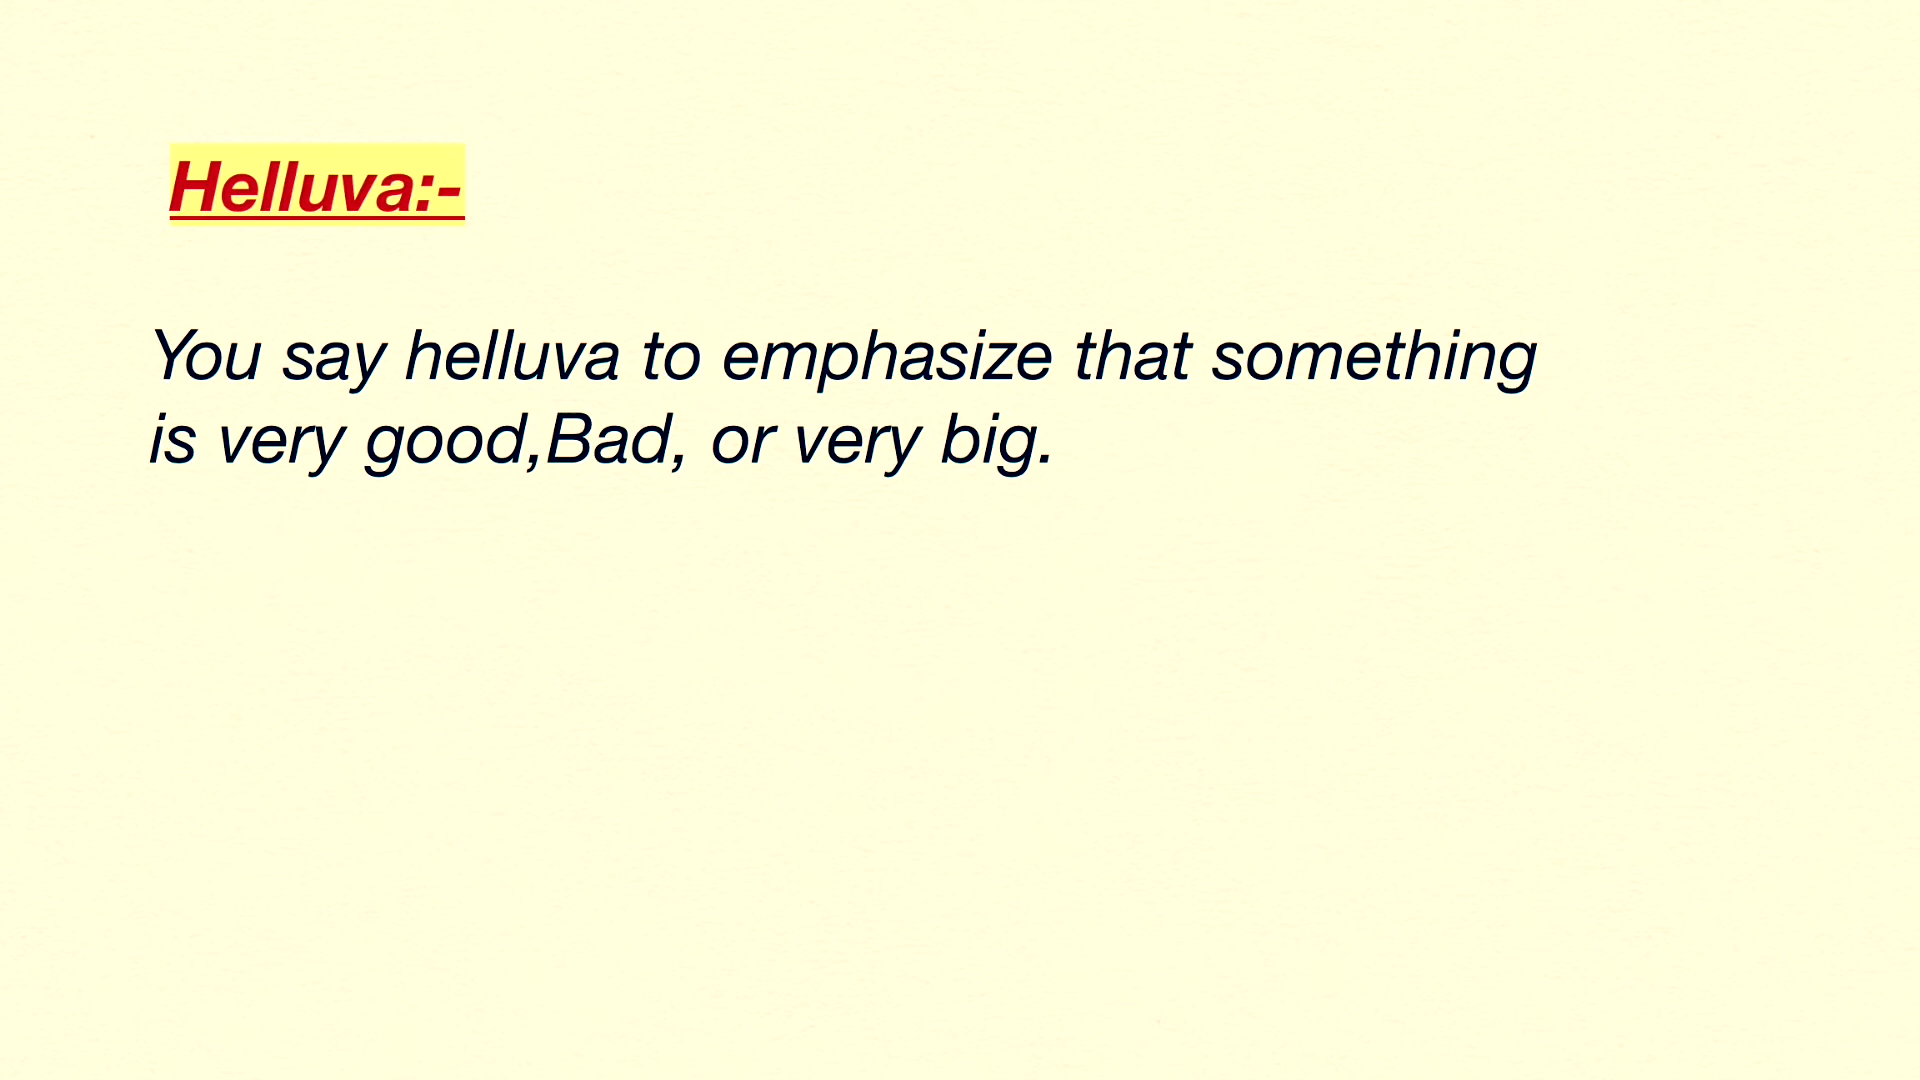 Helluva:-
You say helluva to emphasize that something
is very good,Bad, or very big.